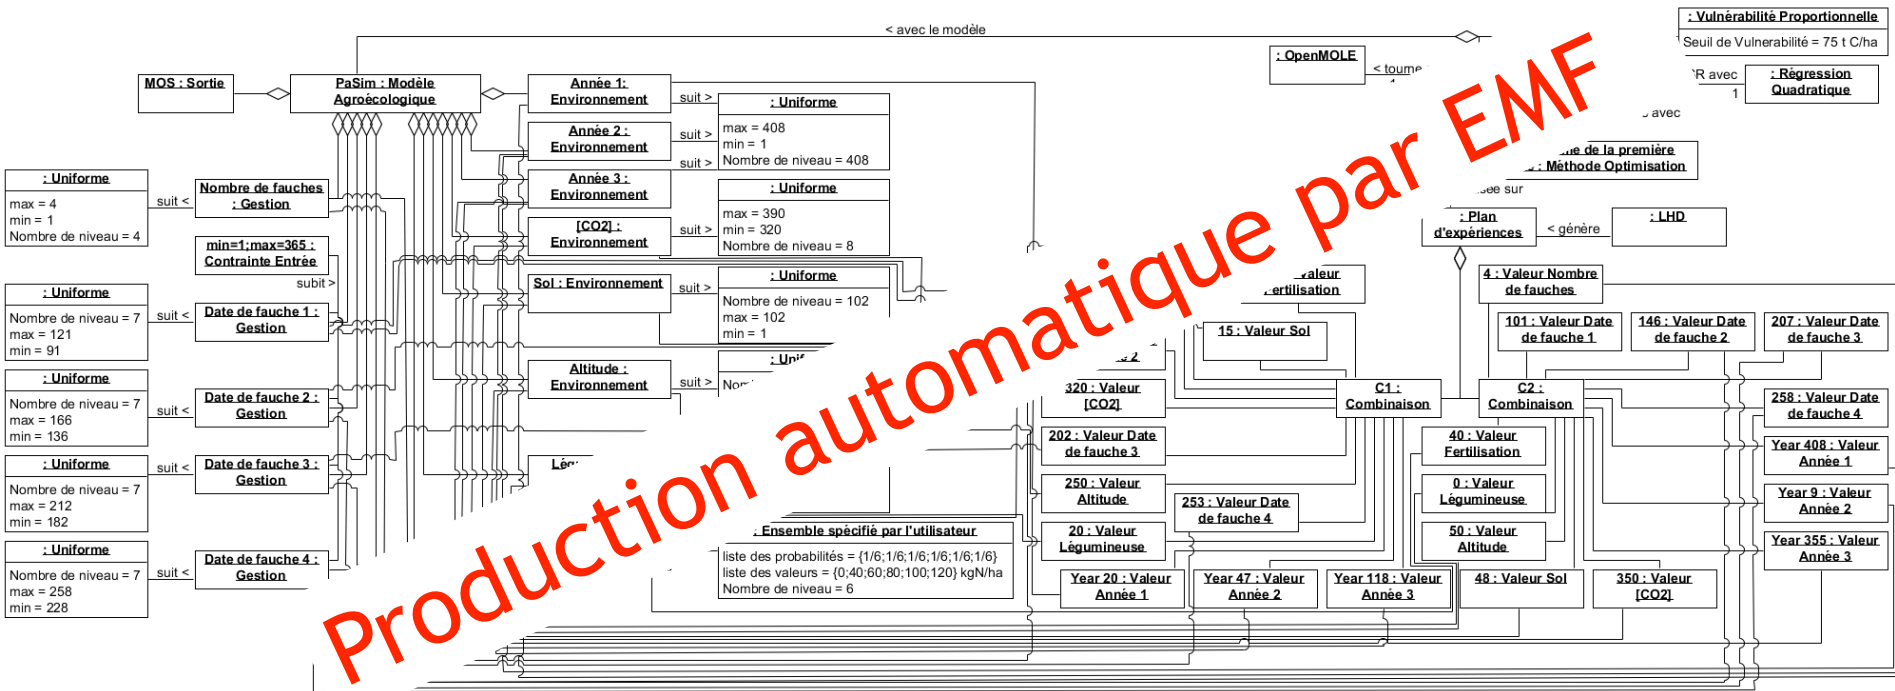 < avec le modèle
: Vulnérabilité Proportionnelle
Seuil de Vulnerabilité = 75 t C/ha
: OpenMOLE
< tourne
1
R avec
1
: Régression
Quadratique
avec
MOS : Sortie
PaSim : Modèle
Agroécologique
Année 1:
Environnement
suit >
: Uniforme
max = 408
min = 1
Nombre de niveau = 408
Année 2 :
Environnement
suit >
suit >
Année 3 :
Environnement
: Uniforme
max = 390
min = 320
Nombre de niveau = 8
[CO2] :
Environnement
suit >
Sol : Environnement
suit >
: Uniforme
Nombre de niveau = 102
max = 102
min = 1
Altitude :
Environnement
suit >
: Unif
Nom
Lég
: Ensemble spécifié par l'utilisateur
liste des probabilités = {1/6;1/6;1/6;1/6;1/6;1/6}
liste des valeurs = {0;40;60;80;100;120} kgN/ha
Nombre de niveau = 6
: Uniforme
max = 4
min = 1
Nombre de niveau = 4
suit <
Nombre de fauches
: Gestion
min=1;max=365 :
Contrainte Entrée
subit >
: Uniforme
Nombre de niveau = 7
max = 121
min = 91
suit <
Date de fauche 1 :
Gestion
: Uniforme
Nombre de niveau = 7
max = 166
min = 136
suit <
Date de fauche 2 :
Gestion
: Uniforme
Nombre de niveau = 7
max = 212
min = 182
suit <
Date de fauche 3 :
Gestion
: Uniforme
Nombre de niveau = 7
max = 258
min = 228
suit <
Date de fauche 4 :
Gestion
Production automatique par EMF
de la première
: Méthode Optimisation
sur
: Plan
d'expériences
< génère
: LHD
Valeur
Fertilisation
4 : Valeur Nombre
de fauches
15 : Valeur Sol
101 : Valeur Date
de fauche 1
146 : Valeur Date
de fauche 2
207 : Valeur Date
de fauche 3
2
320 : Valeur
[CO2]
C1 :
Combinaison
C2 :
Combinaison
258 : Valeur Date
de fauche 4
202 : Valeur Date
de fauche 3
40 : Valeur
Fertilisation
Year 408 : Valeur
Année 1
250 : Valeur
Altitude
253 : Valeur Date
de fauche 4
0 : Valeur
Légumineuse
Year 9 : Valeur
Année 2
20 : Valeur
Légumineuse
50 : Valeur
Altitude
Year 355 : Valeur
Année 3
Year 20 : Valeur
Année 1
Year 47 : Valeur
Année 2
Year 118 : Valeur
Année 3
48 : Valeur Sol
350 : Valeur
[CO2]